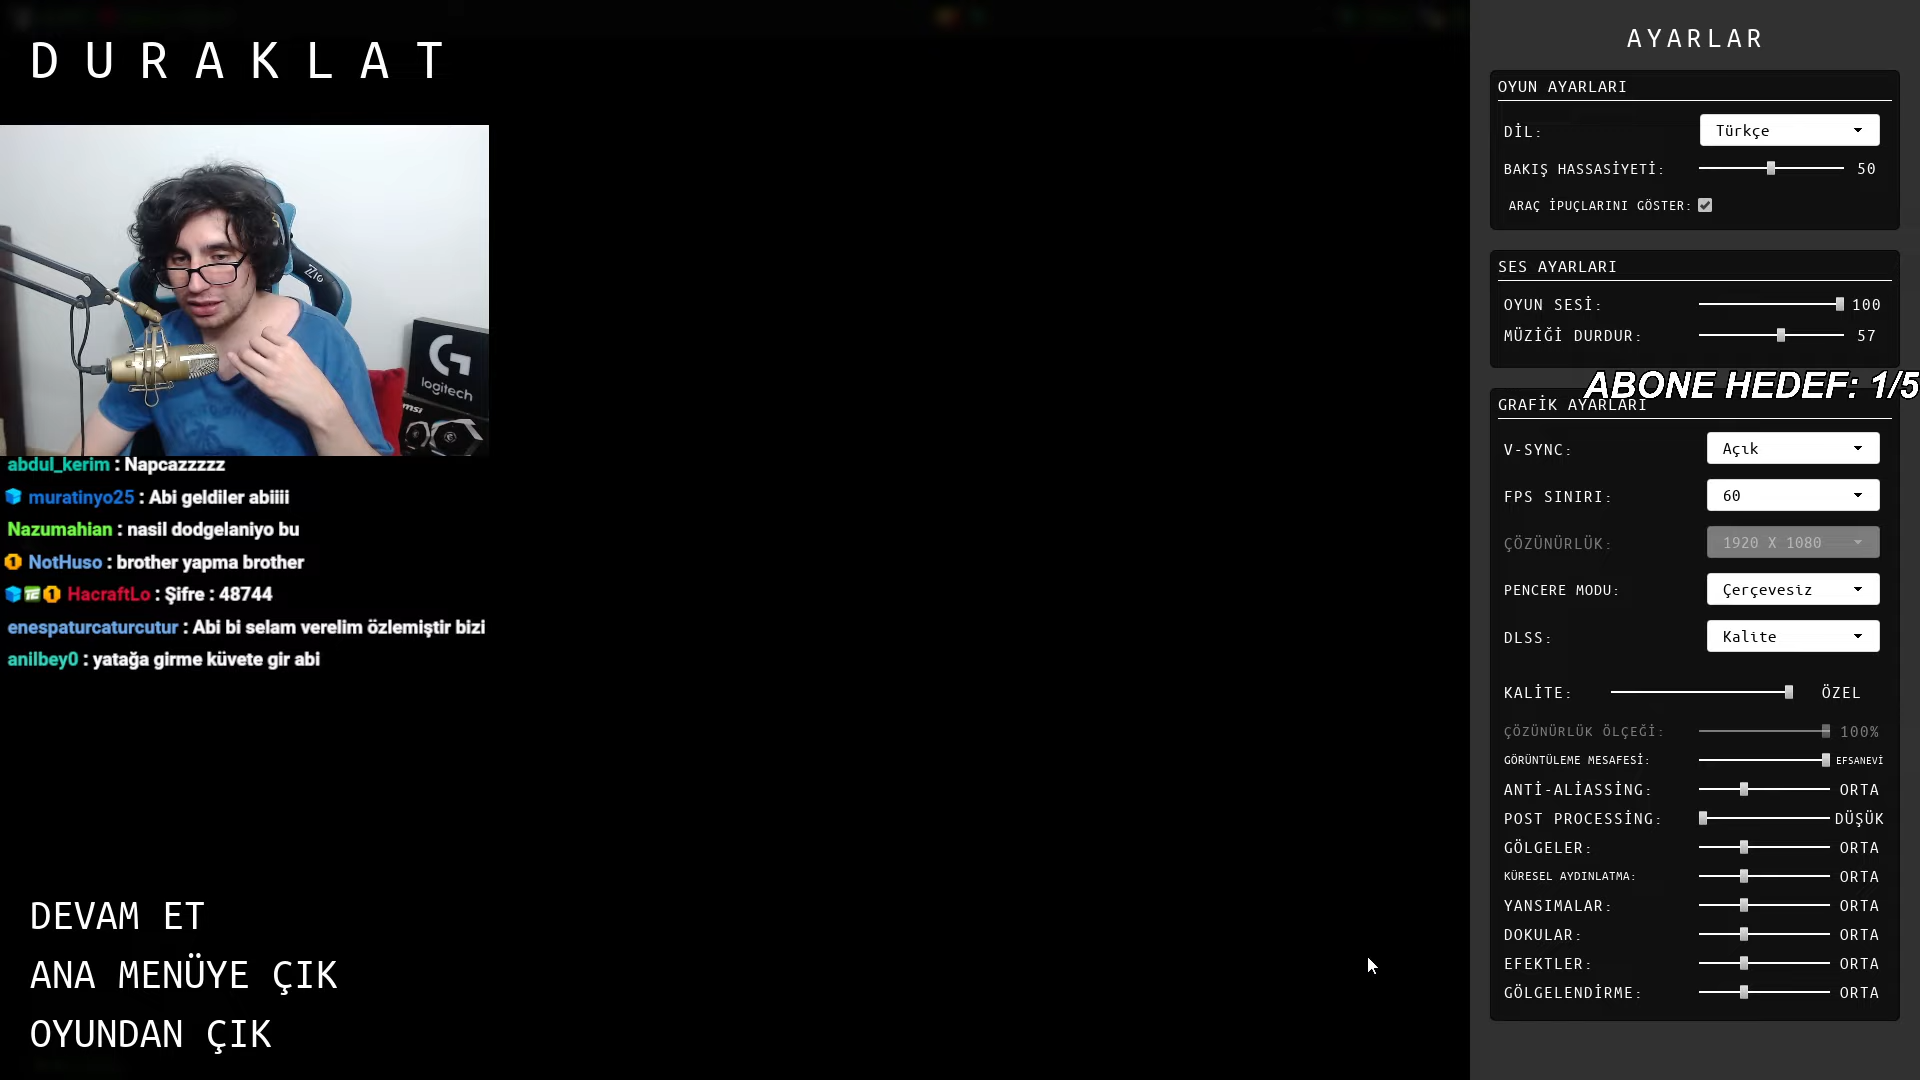 DURAKLAT
ZIO
logitech
msi
abdul_kerim : Napcazzzzz
muratinyo25 : Abi geldiler abiiii
Nazumahian : nasil dodgelaniyo bu
1 NotHuso : brother yapma brother
1 HacraftLo : Şifre : 48744
enespaturcaturcutur : Abi bi selam verelim özlemiştir bizi
anilbey0 : yatağa girme küvete gir abi
DEVAM ET
ANA MENÜYE ÇIK
OYUNDAN ÇIK
AYARLAR
OYUN AYARLARI
DİL: Türkçe
BAKIŞ HASSASİYETİ: 50
ARAÇ İPUÇLARINI GÖSTER:
SES AYARLARI
OYUN SESİ: 100
MÜZİĞİ DURDUR: 57
ABONE HEDEF: 1/5
GRAFİK AYARLARI
V-SYNC: Açık
FPS SINIRI: 60
ÇÖZÜNÜRLÜK: 1920 X 1080
PENCERE MODU: Çerçevesiz
DLSS: Kalite
KALİTE: ÖZEL
ÇÖZÜNÜRLÜK ÖLÇEĞİ: 100%
GÖRÜNTÜLEME MESAFESİ: EFSANEVİ
ANTİ-ALİASSİNG: ORTA
POST PROCESSİNG: DÜŞÜK
GÖLGELER: ORTA
KÜRESEL AYDINLATMA: ORTA
YANSIMALAR: ORTA
DOKULAR: ORTA
EFEKTLER: ORTA
GÖLGELENDİRME: ORTA